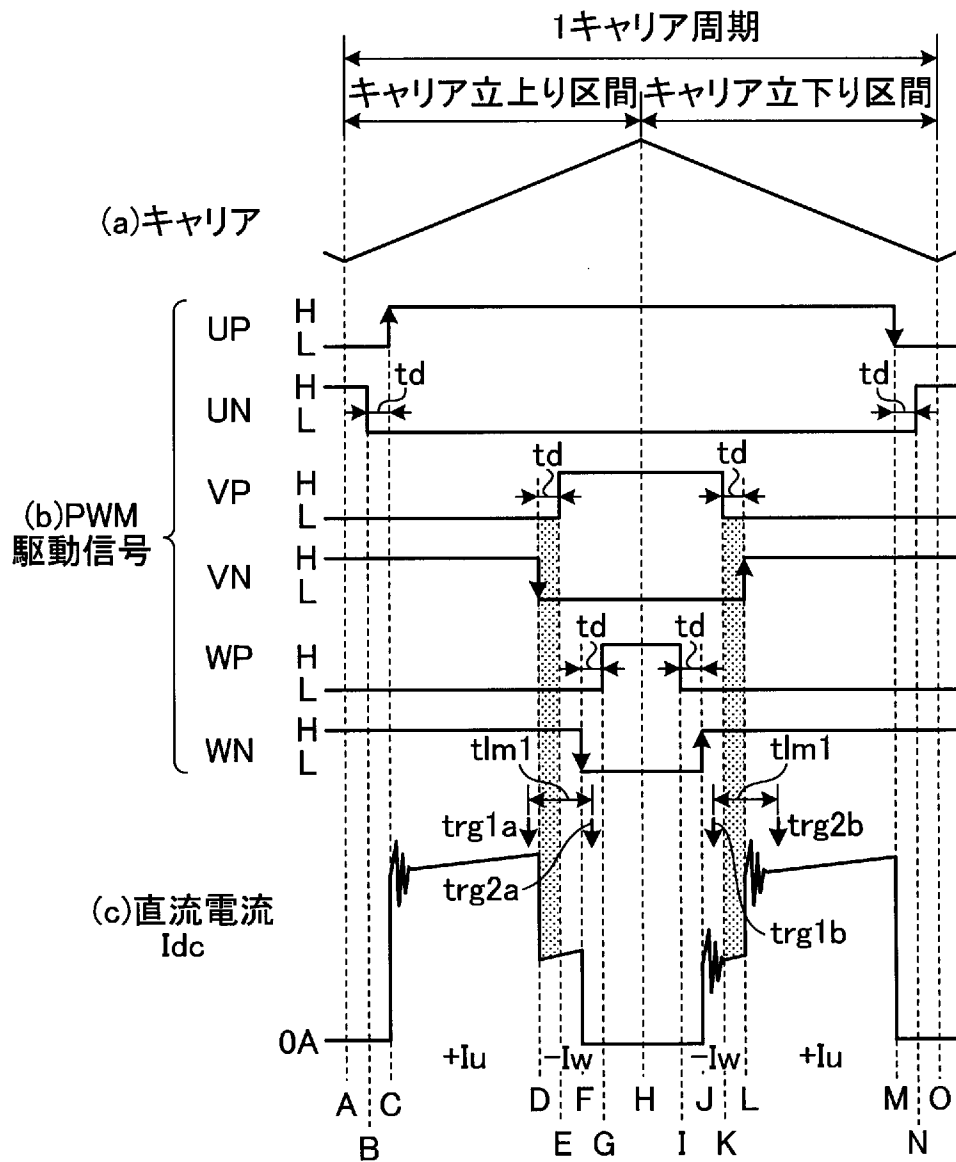 1キャリア周期
キャリア立上り区間
キャリア立下り区間
(a)キャリア
(b)PWM
駆動信号
UP
H
L
UN
H
L
td
td
VP
H
L
td
td
VN
H
L
WP
H
L
td
td
WN
H
L
tlm1
tlm1
trg1a
trg2a
trg2b
trg1b
(c)直流電流
Idc
0A
+Iu
-Iw
-Iw
+Iu
A
B
C
D
E
F
G
H
I
J
K
L
M
N
O